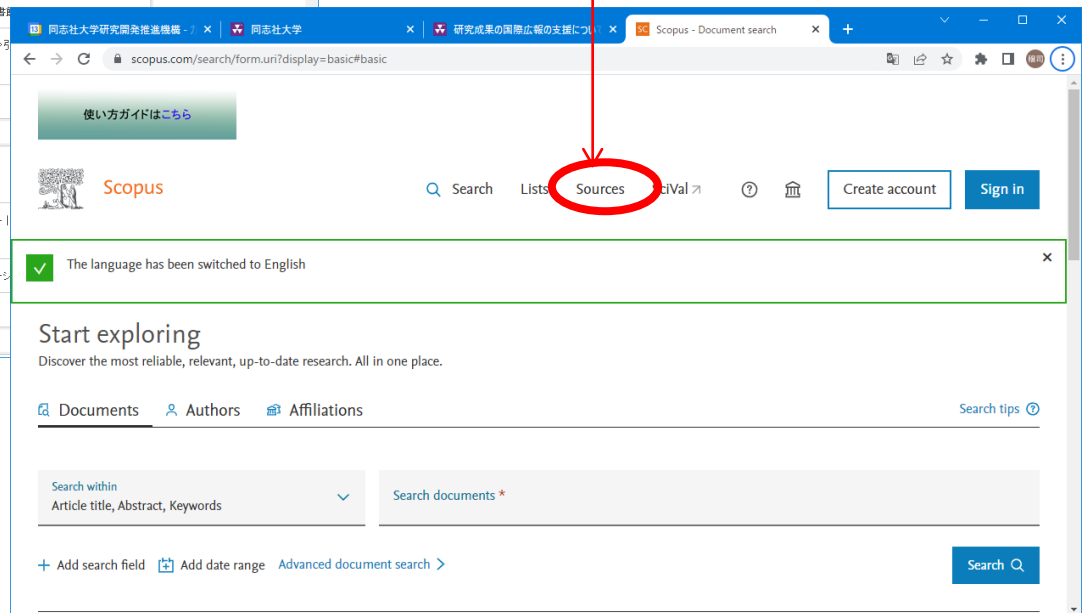 同志社大学研究開発推進機構 -
同志社大学
研究成果の国際広報の支援につい
Scopus - Document search
scopus.com/search/form.uri?display=basic#basic
使い方ガイドはこちら
Scopus
Search
Lists
Sources
SciVal
Create account
Sign in
The language has been switched to English
Start exploring
Discover the most reliable, relevant, up-to-date research. All in one place.
Documents
Authors
Affiliations
Search tips
Search within
Article title, Abstract, Keywords
Search documents *
Add search field
Add date range
Advanced document search
Search